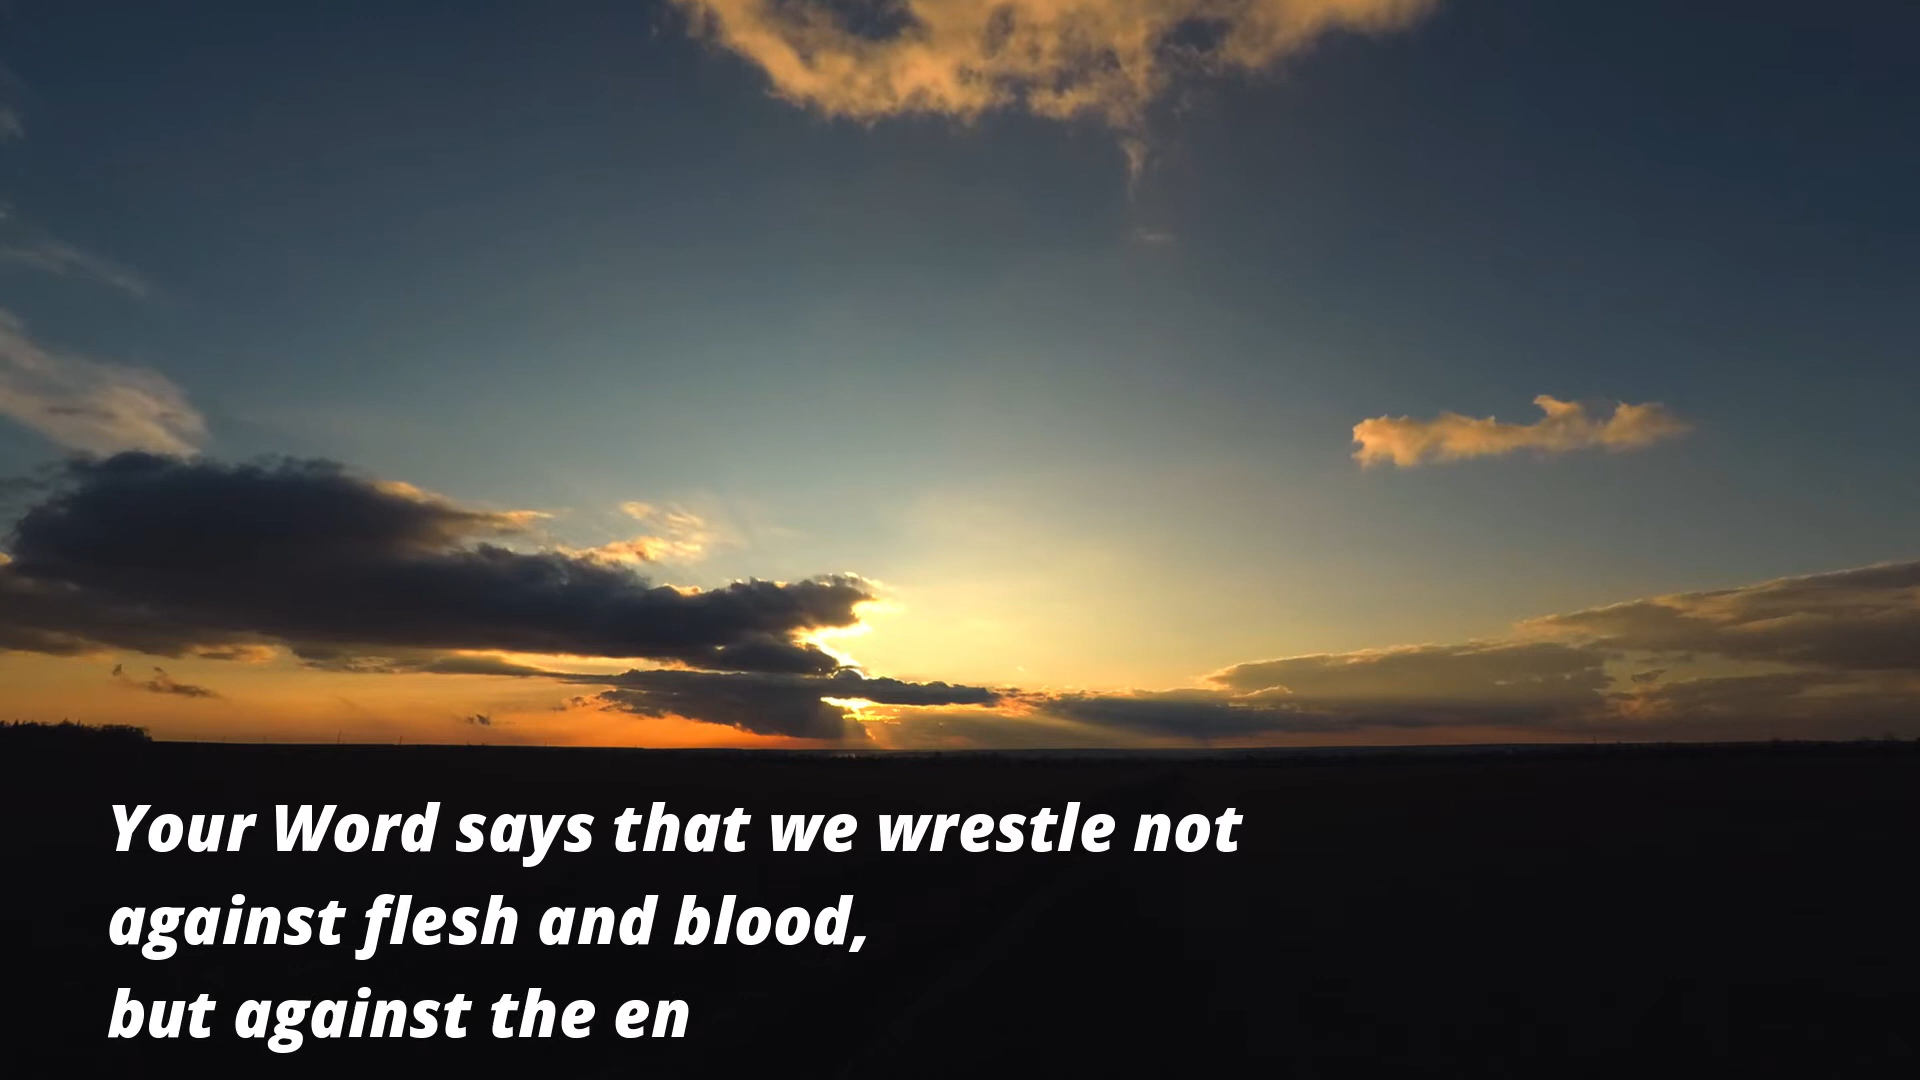 Your Word says that we wrestle not
against flesh and blood,
but against the en